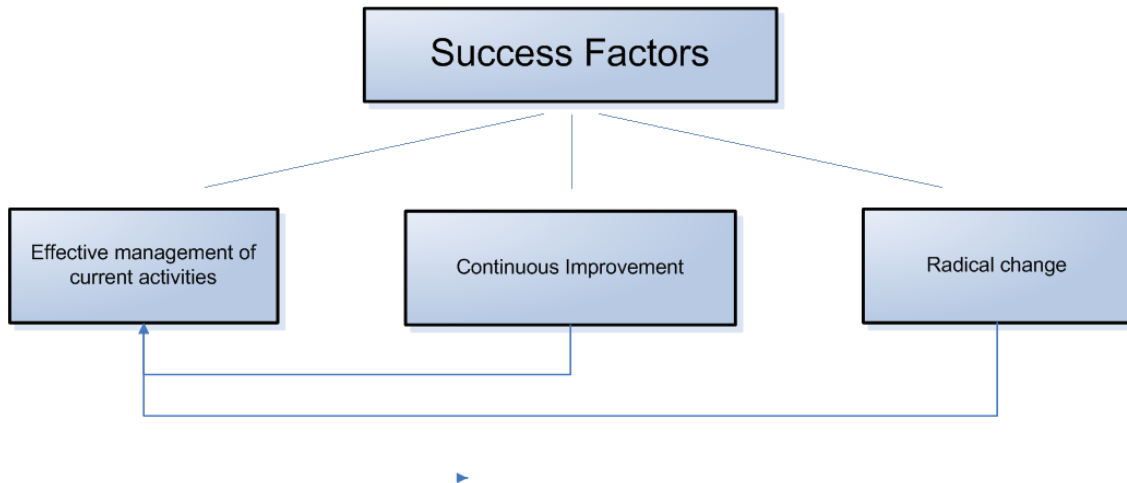 Success Factors
Effective management of
current activities
Continuous Improvement
Radical change